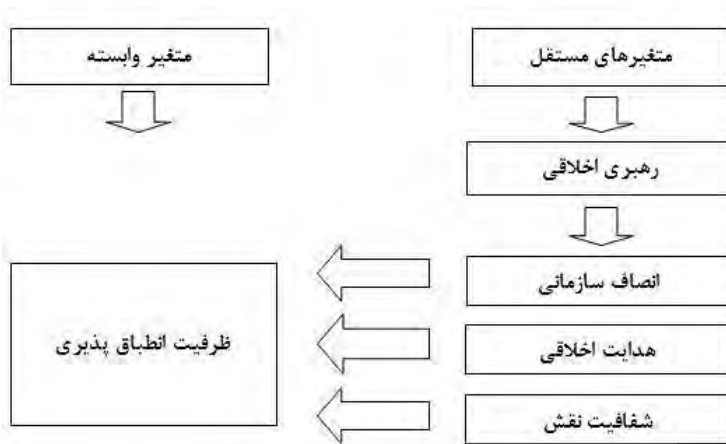 متغیرهای مستقل
متغیر وابسته
رهبری اخلاقی
انصاف سازمانی
هدایت اخلاقی
شفافیت نقش
ظرفیت انطباق پذیری